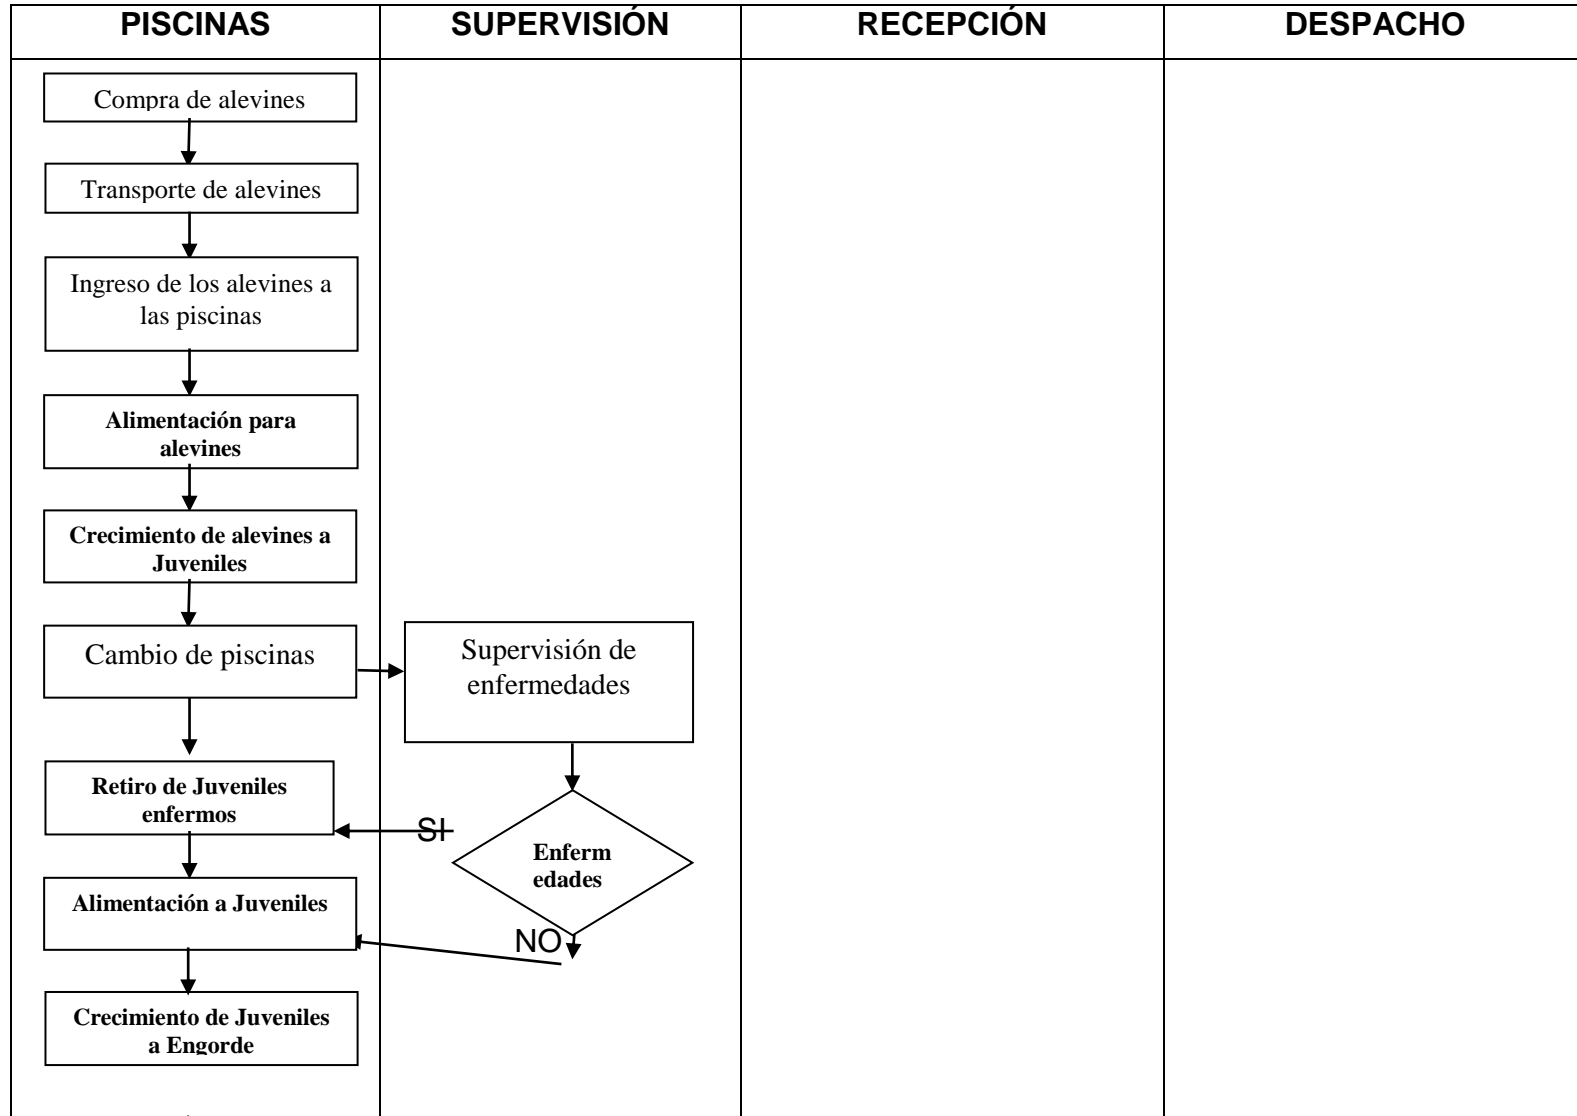 PISCINAS
SUPERVISIÓN
RECEPCIÓN
DESPACHO
Compra de alevines
Transporte de alevines
Ingreso de los alevines a
las piscinas
Alimentación para
alevines
Crecimiento de alevines a
Juveniles
Cambio de piscinas
Supervisión de
enfermedades
Retiro de Juveniles
enfermos
SI
Enferm
edades
Alimentación a Juveniles
NO
Crecimiento de Juveniles
a Engorde